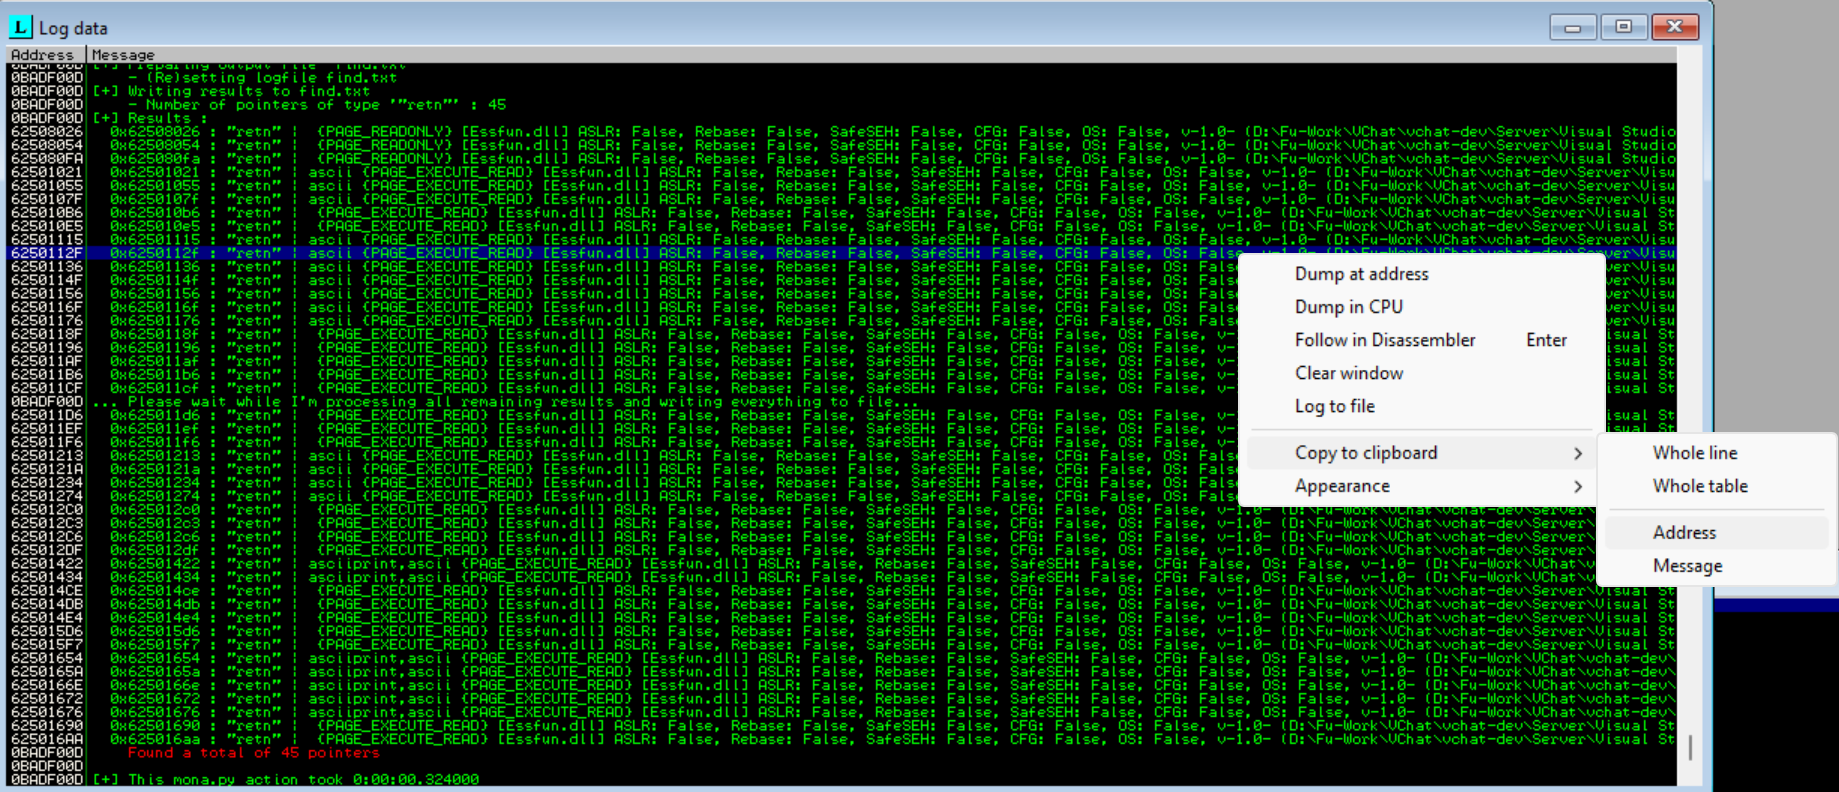 L Log data
Address Message
0BADF00D [+] Preparing output file 'find.txt'
0BADF00D - (Re)setting logfile find.txt
0BADF00D [+] Writing results to find.txt
0BADF00D - Number of pointers of type '"retn"' : 45
0BADF00D [+] Results :
62508026 0x62508026 : "retn" | {PAGE_READONLY} [Essfun.dll] ASLR: False, Rebase: False, SafeSEH: False, CFG: False, OS: False, v-1.0- (D:\Fu-Work\VChat\vchat-dev\Server\Visual Studio
62508054 0x62508054 : "retn" | {PAGE_READONLY} [Essfun.dll] ASLR: False, Rebase: False, SafeSEH: False, CFG: False, OS: False, v-1.0- (D:\Fu-Work\VChat\vchat-dev\Server\Visual Studio
625080FA 0x625080fa : "retn" | {PAGE_READONLY} [Essfun.dll] ASLR: False, Rebase: False, SafeSEH: False, CFG: False, OS: False, v-1.0- (D:\Fu-Work\VChat\vchat-dev\Server\Visual Studio
62501021 0x62501021 : "retn" | ascii {PAGE_EXECUTE_READ} [Essfun.dll] ASLR: False, Rebase: False, SafeSEH: False, CFG: False, OS: False, v-1.0- (D:\Fu-Work\VChat\vchat-dev\Server\Visu
62501055 0x62501055 : "retn" | ascii {PAGE_EXECUTE_READ} [Essfun.dll] ASLR: False, Rebase: False, SafeSEH: False, CFG: False, OS: False, v-1.0- (D:\Fu-Work\VChat\vchat-dev\Server\Visu
6250107F 0x6250107f : "retn" | ascii {PAGE_EXECUTE_READ} [Essfun.dll] ASLR: False, Rebase: False, SafeSEH: False, CFG: False, OS: False, v-1.0- (D:\Fu-Work\VChat\vchat-dev\Server\Visu
625010B6 0x625010b6 : "retn" | {PAGE_EXECUTE_READ} [Essfun.dll] ASLR: False, Rebase: False, SafeSEH: False, CFG: False, OS: False, v-1.0- (D:\Fu-Work\VChat\vchat-dev\Server\Visual St
625010E5 0x625010e5 : "retn" | {PAGE_EXECUTE_READ} [Essfun.dll] ASLR: False, Rebase: False, SafeSEH: False, CFG: False, OS: False, v-1.0- (D:\Fu-Work\VChat\vchat-dev\Server\Visual St
62501115 0x62501115 : "retn" | ascii {PAGE_EXECUTE_READ} [Essfun.dll] ASLR: False, Rebase: False, SafeSEH: False, CFG: False, OS: False, v-1.0- (D:\Fu-Work\VChat\vchat-dev\Server\Visu
6250112F 0x6250112f : "retn" | ascii {PAGE_EXECUTE_READ} [Essfun.dll] ASLR: False, Rebase: False, SafeSEH: False, CFG: False, OS: False, v-1.0- (D:\Fu-Work\VChat\vchat-dev\Server\Visu
62501136 0x62501136 : "retn" | ascii {PAGE_EXECUTE_READ} [Essfun.dll] ASLR: False, Rebase: False, SafeSEH: False, CFG: False, OS: False ver\Visu
6250114F 0x6250114f : "retn" | ascii {PAGE_EXECUTE_READ} [Essfun.dll] ASLR: False, Rebase: False, SafeSEH: False, CFG: False, OS: False ver\Visu
62501156 0x62501156 : "retn" | ascii {PAGE_EXECUTE_READ} [Essfun.dll] ASLR: False, Rebase: False, SafeSEH: False, CFG: False, OS: False ver\Visu
6250116F 0x6250116f : "retn" | ascii {PAGE_EXECUTE_READ} [Essfun.dll] ASLR: False, Rebase: False, SafeSEH: False, CFG: False, OS: False ver\Visu
62501176 0x62501176 : "retn" | ascii {PAGE_EXECUTE_READ} [Essfun.dll] ASLR: False, Rebase: False, SafeSEH: False, CFG: False, OS: False ver\Visu
6250118F 0x6250118f : "retn" | {PAGE_EXECUTE_READ} [Essfun.dll] ASLR: False, Rebase: False, SafeSEH: False, CFG: False, OS: False, v- isual St
62501196 0x62501196 : "retn" | {PAGE_EXECUTE_READ} [Essfun.dll] ASLR: False, Rebase: False, SafeSEH: False, CFG: False, OS: False, v- isual St
625011AF 0x625011af : "retn" | {PAGE_EXECUTE_READ} [Essfun.dll] ASLR: False, Rebase: False, SafeSEH: False, CFG: False, OS: False, v- isual St
625011B6 0x625011b6 : "retn" | {PAGE_EXECUTE_READ} [Essfun.dll] ASLR: False, Rebase: False, SafeSEH: False, CFG: False, OS: False, v- isual St
625011CF 0x625011cf : "retn" | {PAGE_EXECUTE_READ} [Essfun.dll] ASLR: False, Rebase: False, SafeSEH: False, CFG: False, OS: False, v- isual St
0BADF00D ... Please wait while I'm processing all remaining results and writing everything to file...
625011D6 0x625011d6 : "retn" | {PAGE_EXECUTE_READ} [Essfun.dll] ASLR: False, Rebase: False, SafeSEH: False, CFG: False, OS: False, v- isual St
625011EF 0x625011ef : "retn" | {PAGE_EXECUTE_READ} [Essfun.dll] ASLR: False, Rebase: False, SafeSEH: False, CFG: False, OS: False, v- isual St
625011F6 0x625011f6 : "retn" | {PAGE_EXECUTE_READ} [Essfun.dll] ASLR: False, Rebase: False, SafeSEH: False, CFG: False, OS: False, v-
62501213 0x62501213 : "retn" | ascii {PAGE_EXECUTE_READ} [Essfun.dll] ASLR: False, Rebase: False, SafeSEH: False, CFG: False, OS: False
6250121A 0x6250121a : "retn" | ascii {PAGE_EXECUTE_READ} [Essfun.dll] ASLR: False, Rebase: False, SafeSEH: False, CFG: False, OS: False
62501234 0x62501234 : "retn" | ascii {PAGE_EXECUTE_READ} [Essfun.dll] ASLR: False, Rebase: False, SafeSEH: False, CFG: False, OS: False
62501274 0x62501274 : "retn" | ascii {PAGE_EXECUTE_READ} [Essfun.dll] ASLR: False, Rebase: False, SafeSEH: False, CFG: False, OS: False
625012C0 0x625012c0 : "retn" | {PAGE_EXECUTE_READ} [Essfun.dll] ASLR: False, Rebase: False, SafeSEH: False, CFG: False, OS: False, v-1.0- (D:\Fu-Work\VChat\vchat-dev\Server\V
625012C3 0x625012c3 : "retn" | {PAGE_EXECUTE_READ} [Essfun.dll] ASLR: False, Rebase: False, SafeSEH: False, CFG: False, OS: False, v-1.0- (D:\Fu-Work\VChat\vchat-dev\Server\V
625012C6 0x625012c6 : "retn" | {PAGE_EXECUTE_READ} [Essfun.dll] ASLR: False, Rebase: False, SafeSEH: False, CFG: False, OS: False, v-1.0- (D:\Fu-Work\VChat\vchat-dev\Server\V
625012DF 0x625012df : "retn" | {PAGE_EXECUTE_READ} [Essfun.dll] ASLR: False, Rebase: False, SafeSEH: False, CFG: False, OS: False, v-1.0- (D:\Fu-Work\VChat\vchat-dev\Server\V
62501422 0x62501422 : "retn" | asciiprint,ascii {PAGE_EXECUTE_READ} [Essfun.dll] ASLR: False, Rebase: False, SafeSEH: False, CFG: False, OS: False, v-1.0- (D:\Fu-Work\VChat\vchat-dev\
62501434 0x62501434 : "retn" | asciiprint,ascii {PAGE_EXECUTE_READ} [Essfun.dll] ASLR: False, Rebase: False, SafeSEH: False, CFG: False, OS: False, v-1.0- (D:\Fu-Work\VChat\vchat-dev\
625014CE 0x625014ce : "retn" | {PAGE_EXECUTE_READ} [Essfun.dll] ASLR: False, Rebase: False, SafeSEH: False, CFG: False, OS: False, v-1.0- (D:\Fu-Work\VChat\vchat-dev\Server\Visual St
625014DB 0x625014db : "retn" | {PAGE_EXECUTE_READ} [Essfun.dll] ASLR: False, Rebase: False, SafeSEH: False, CFG: False, OS: False, v-1.0- (D:\Fu-Work\VChat\vchat-dev\Server\Visual St
625014E4 0x625014e4 : "retn" | {PAGE_EXECUTE_READ} [Essfun.dll] ASLR: False, Rebase: False, SafeSEH: False, CFG: False, OS: False, v-1.0- (D:\Fu-Work\VChat\vchat-dev\Server\Visual St
625015D6 0x625015d6 : "retn" | {PAGE_EXECUTE_READ} [Essfun.dll] ASLR: False, Rebase: False, SafeSEH: False, CFG: False, OS: False, v-1.0- (D:\Fu-Work\VChat\vchat-dev\Server\Visual St
625015F7 0x625015f7 : "retn" | {PAGE_EXECUTE_READ} [Essfun.dll] ASLR: False, Rebase: False, SafeSEH: False, CFG: False, OS: False, v-1.0- (D:\Fu-Work\VChat\vchat-dev\Server\Visual St
62501654 0x62501654 : "retn" | asciiprint,ascii {PAGE_EXECUTE_READ} [Essfun.dll] ASLR: False, Rebase: False, SafeSEH: False, CFG: False, OS: False, v-1.0- (D:\Fu-Work\VChat\vchat-dev\
6250165A 0x6250165a : "retn" | asciiprint,ascii {PAGE_EXECUTE_READ} [Essfun.dll] ASLR: False, Rebase: False, SafeSEH: False, CFG: False, OS: False, v-1.0- (D:\Fu-Work\VChat\vchat-dev\
6250166E 0x6250166e : "retn" | asciiprint,ascii {PAGE_EXECUTE_READ} [Essfun.dll] ASLR: False, Rebase: False, SafeSEH: False, CFG: False, OS: False, v-1.0- (D:\Fu-Work\VChat\vchat-dev\
62501672 0x62501672 : "retn" | asciiprint,ascii {PAGE_EXECUTE_READ} [Essfun.dll] ASLR: False, Rebase: False, SafeSEH: False, CFG: False, OS: False, v-1.0- (D:\Fu-Work\VChat\vchat-dev\
62501676 0x62501676 : "retn" | asciiprint,ascii {PAGE_EXECUTE_READ} [Essfun.dll] ASLR: False, Rebase: False, SafeSEH: False, CFG: False, OS: False, v-1.0- (D:\Fu-Work\VChat\vchat-dev\
62501690 0x62501690 : "retn" | {PAGE_EXECUTE_READ} [Essfun.dll] ASLR: False, Rebase: False, SafeSEH: False, CFG: False, OS: False, v-1.0- (D:\Fu-Work\VChat\vchat-dev\Server\Visual St
625016AA 0x625016aa : "retn" | {PAGE_EXECUTE_READ} [Essfun.dll] ASLR: False, Rebase: False, SafeSEH: False, CFG: False, OS: False, v-1.0- (D:\Fu-Work\VChat\vchat-dev\Server\Visual St
0BADF00D Found a total of 45 pointers
0BADF00D
0BADF00D [+] This mona.py action took 0:00:00.324000
Dump at address
Dump in CPU
Follow in Disassembler Enter
Clear window
Log to file
Copy to clipboard
Appearance
Whole line
Whole table
Address
Message